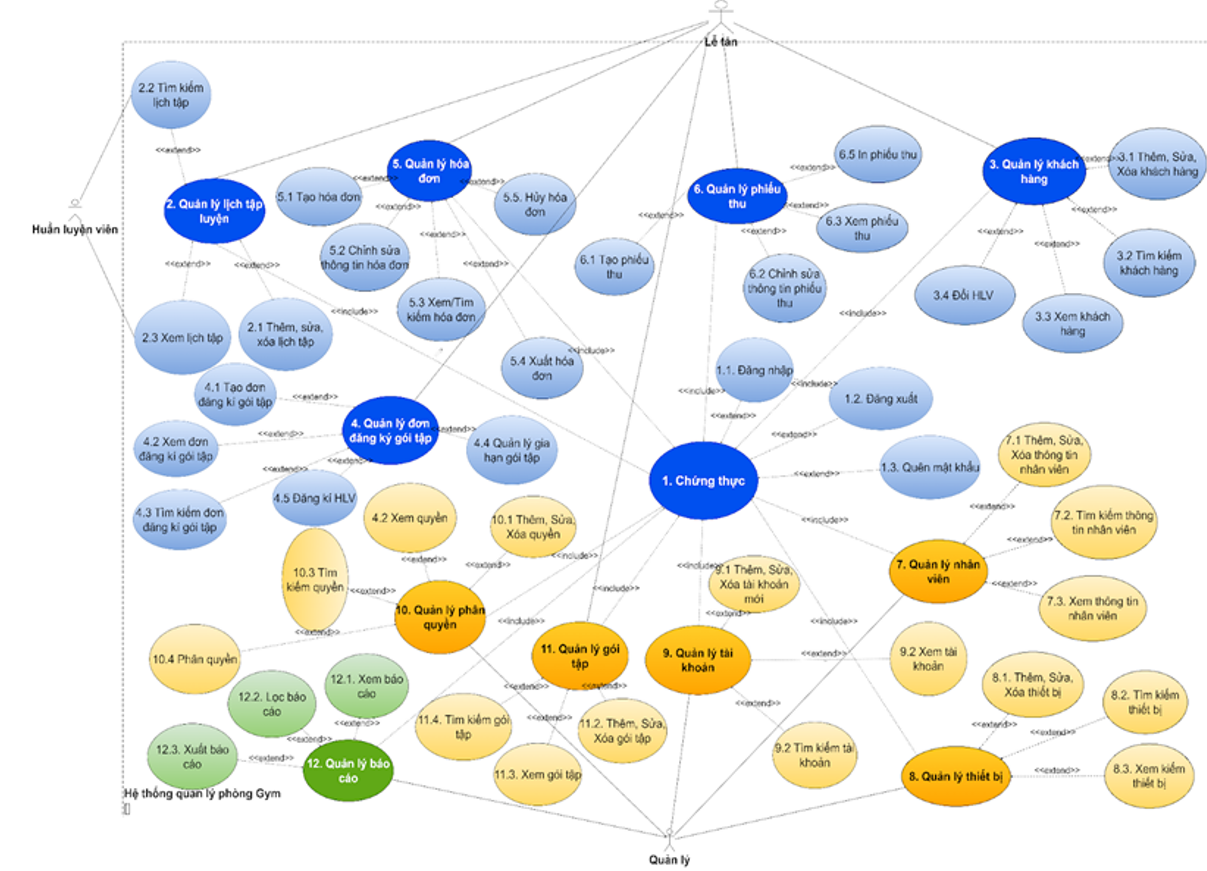 Lễ tân
2.2 Tìm kiếm
lịch tập
<<extend>>
Huấn luyện viên
2. Quản lý lịch tập
luyện
<<extend>>
<<extend>>
2.3 Xem lịch tập
2.1 Thêm, sửa,
xóa lịch tập
5. Quản lý hóa
đơn
5.1 Tạo hóa đơn
<<extend>>
<<extend>>
5.5. Hủy hóa
đơn
<<extend>>
5.2 Chỉnh sửa
thông tin hóa đơn
<<extend>>
5.3 Xem/Tìm
kiếm hóa đơn
<<extend>>
5.4 Xuất hóa
đơn
<<include>>
<<include>>
6. Quản lý phiếu
thu
<<extend>>
6.5 In phiếu thu
<<extend>>
6.3 Xem phiếu
thu
<<extend>>
6.1 Tạo phiếu
thu
<<extend>>
6.2 Chỉnh sửa
thông tin phiếu
thu
3. Quản lý khách
hàng
<<extend>>
3.1 Thêm, Sửa,
Xóa khách hàng
<<extend>>
3.2 Tìm kiếm
khách hàng
<<extend>>
3.4 Đổi HLV
<<extend>>
3.3 Xem khách
hàng
<<include>>
4.1 Tạo đơn
đăng kí gói tập
<<extend>>
4. Quản lý đơn
đăng ký gói tập
4.2 Xem đơn
đăng kí gói tập
<<extend>>
<<extend>>
4.4 Quản lý gia
hạn gói tập
<<extend>>
<<extend>>
4.3 Tìm kiếm đơn
đăng kí gói tập
4.5 Đăng kí HLV
1.1. Đăng nhập
<<include>>
<<include>>
<<extend>>
1.2. Đăng xuất
<<extend>>
1. Chứng thực
<<extend>>
1.3. Quên mật khẩu
7.1 Thêm, Sửa,
Xóa thông tin
nhân viên
<<extend>>
7.2. Tìm kiếm thông
tin nhân viên
<<extend>>
<<include>>
7. Quản lý nhân
viên
<<extend>>
7.3. Xem thông tin
nhân viên
4.2 Xem quyền
10.1 Thêm, Sửa,
Xóa quyền
<<extend>>
<<extend>>
<<include>>
10.3 Tìm
kiếm quyền
<<extend>>
10. Quản lý phân
quyền
<<extend>>
<<include>>
<<include>>
10.4 Phân quyền
<<include>>
9.1 Thêm, Sửa,
Xóa tài khoản
mới
<<extend>>
<<include>>
11. Quản lý gói
tập
9. Quản lý tài
khoản
<<extend>>
9.2 Xem tài
khoản
<<extend>>
9.2 Tìm kiếm tài
khoản
<<extend>>
<<extend>>
<<extend>>
11.4. Tìm kiếm gói
tập
11.2. Thêm, Sửa,
Xóa gói tập
11.3. Xem gói tập
8.1. Thêm, Sửa,
Xóa thiết bị
<<extend>>
8.2. Tìm kiếm
thiết bị
<<extend>>
8. Quản lý thiết bị
<<extend>>
8.3. Xem kiếm
thiết bị
12.1. Xem báo
cáo
12.2. Lọc báo
cáo
<<extend>>
<<extend>>
12.3. Xuất báo
cáo
<<extend>>
12. Quản lý báo
cáo
Hệ thống quản lý phòng Gym
Quản lý